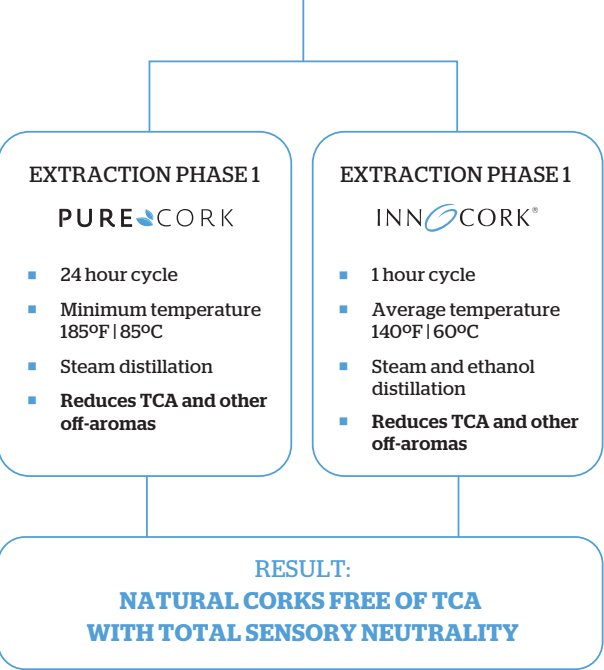 EXTRACTION PHASE 1
PURE CORK
24 hour cycle
Minimum temperature
185ºF | 85ºC
Steam distillation
Reduces TCA and other
off-aromas
EXTRACTION PHASE 1
INNOCORK®
1 hour cycle
Average temperature
140ºF | 60ºC
Steam and ethanol
distillation
Reduces TCA and other
off-aromas
RESULT:
NATURAL CORKS FREE OF TCA
WITH TOTAL SENSORY NEUTRALITY